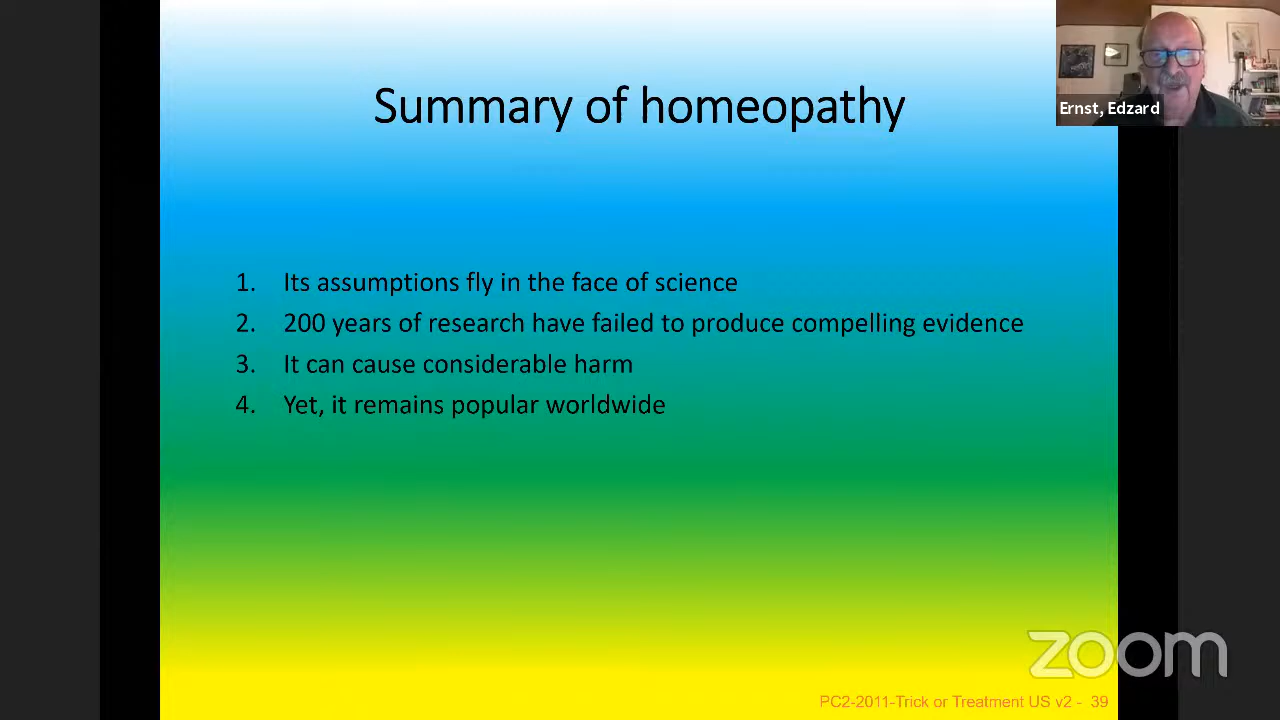 Summary of homeopathy
Ernst, Edzard
1. Its assumptions fly in the face of science
2. 200 years of research have failed to produce compelling evidence
3. It can cause considerable harm
4. Yet, it remains popular worldwide
zoom
PC2-2011-Trick or Treatment US v2 - 39